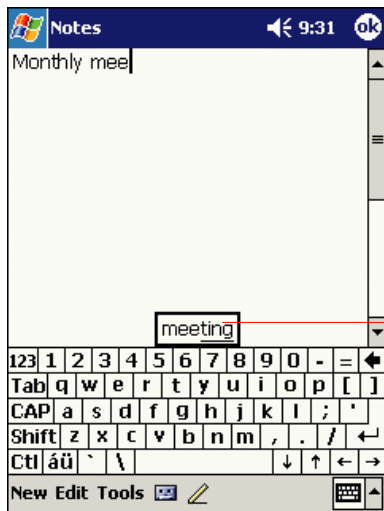 Notes 9:31 ok
Monthly mee
meeting
123 1 2 3 4 5 6 7 8 9 0 - = ←
Tab q w e r t y u i o p [ ]
CAP a s d f g h j k l ; '
Shift z x c v b n m , . / ↵
Ctl áü ` \ ↓ ↑ ← →
New Edit Tools